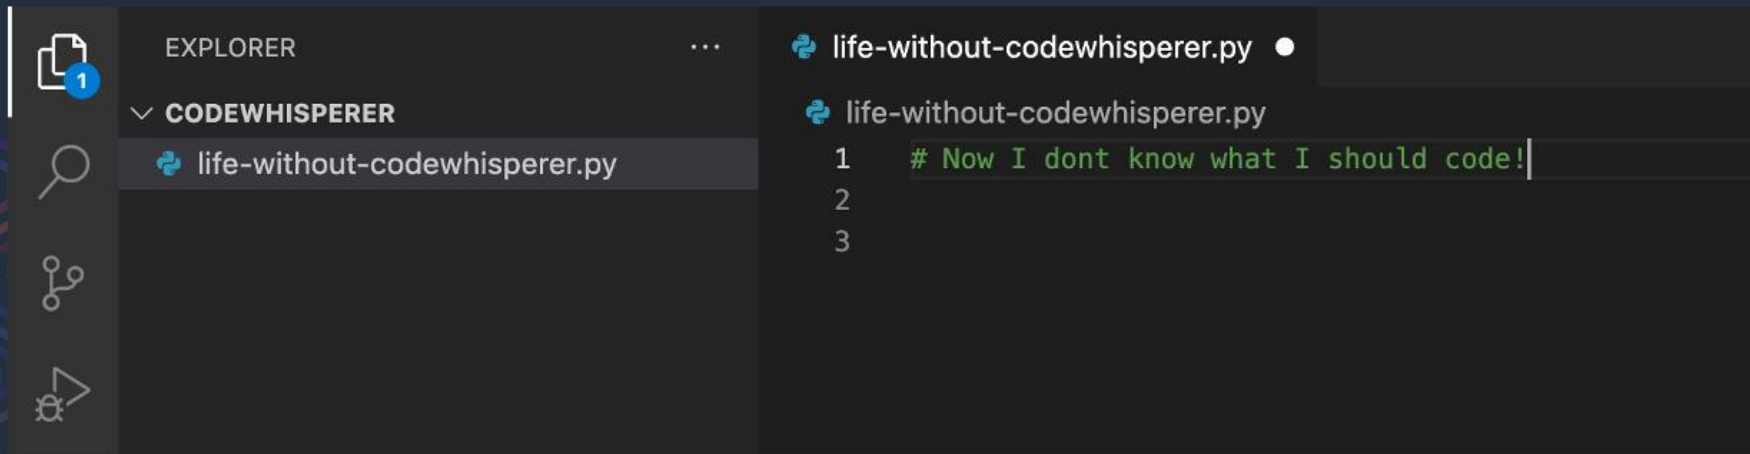 EXPLORER
...
CODEWHISPERER
life-without-codewhisperer.py
1
life-without-codewhisperer.py
life-without-codewhisperer.py
1 # Now I dont know what I should code!
2
3